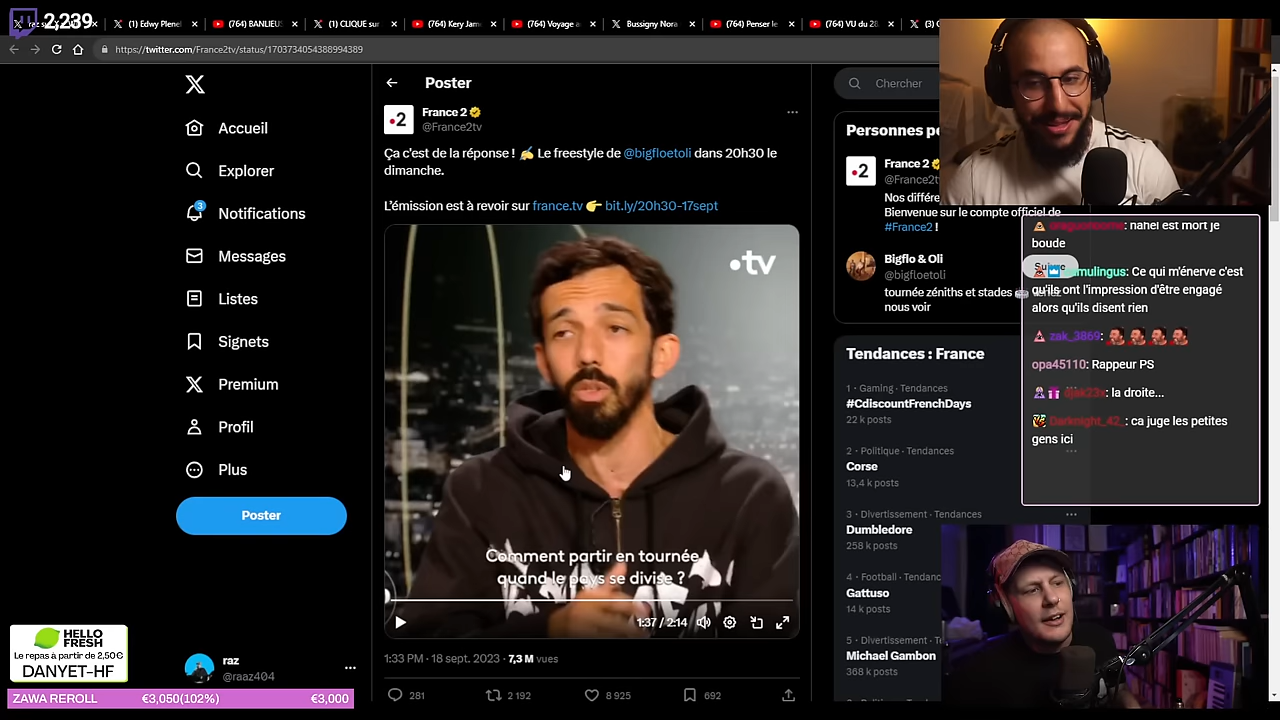 2,239
(1) Edwy Plene
(764) BANLIEUS
(1) CLIQUE sur
(764) Kery Jame
(764) Voyage a
Bussigny Nora
(764) Penser le
(764) VU du 28
https://twitter.com/France2tv/status/1703734054388994389
Accueil
Explorer
3
Notifications
Messages
Listes
Signets
Premium
Profil
Plus
Poster
raz
@raaz404
HELLO
FRESH
Le repas à partir de 2,50€
DANYET-HF
ZAWA REROLL €3,050(102%) €3,000
Poster
France 2
@France2tv
Ça c'est de la réponse ! ✍ Le freestyle de @bigfloetoli dans 20h30 le
dimanche.
L'émission est à revoir sur france.tv 👉 bit.ly/20h30-17sept
•tv
Comment partir en tournée
quand le pays se divise ?
1:37 / 2:14
1:33 PM · 18 sept. 2023 · 7,3 M vues
281
2 192
8 925
692
Chercher
Personnes pe
France 2
@France2t
Nos différe
Bienvenue sur le compte officiel de
#France2 !
Bigflo & Oli
@bigfloetoli
tournée zéniths et stades
nous voir
Tendances : France
1 · Gaming · Tendances
#CdiscountFrenchDays
22 k posts
2 · Politique · Tendances
Corse
13,4 k posts
3 · Divertissement · Tendances
Dumbledore
258 k posts
4 · Football · Tendanc
Gattuso
14 k posts
5 · Divertissement · Te
Michael Gambon
368 k posts
: nahel est mort je
boude
Ce qui m'énerve c'est
qu'ils ont l'impression d'être engagé
alors qu'ils disent rien
zak_3869:
opa45110: Rappeur PS
: la droite...
Darknight_42_: ca juge les petites
gens ici